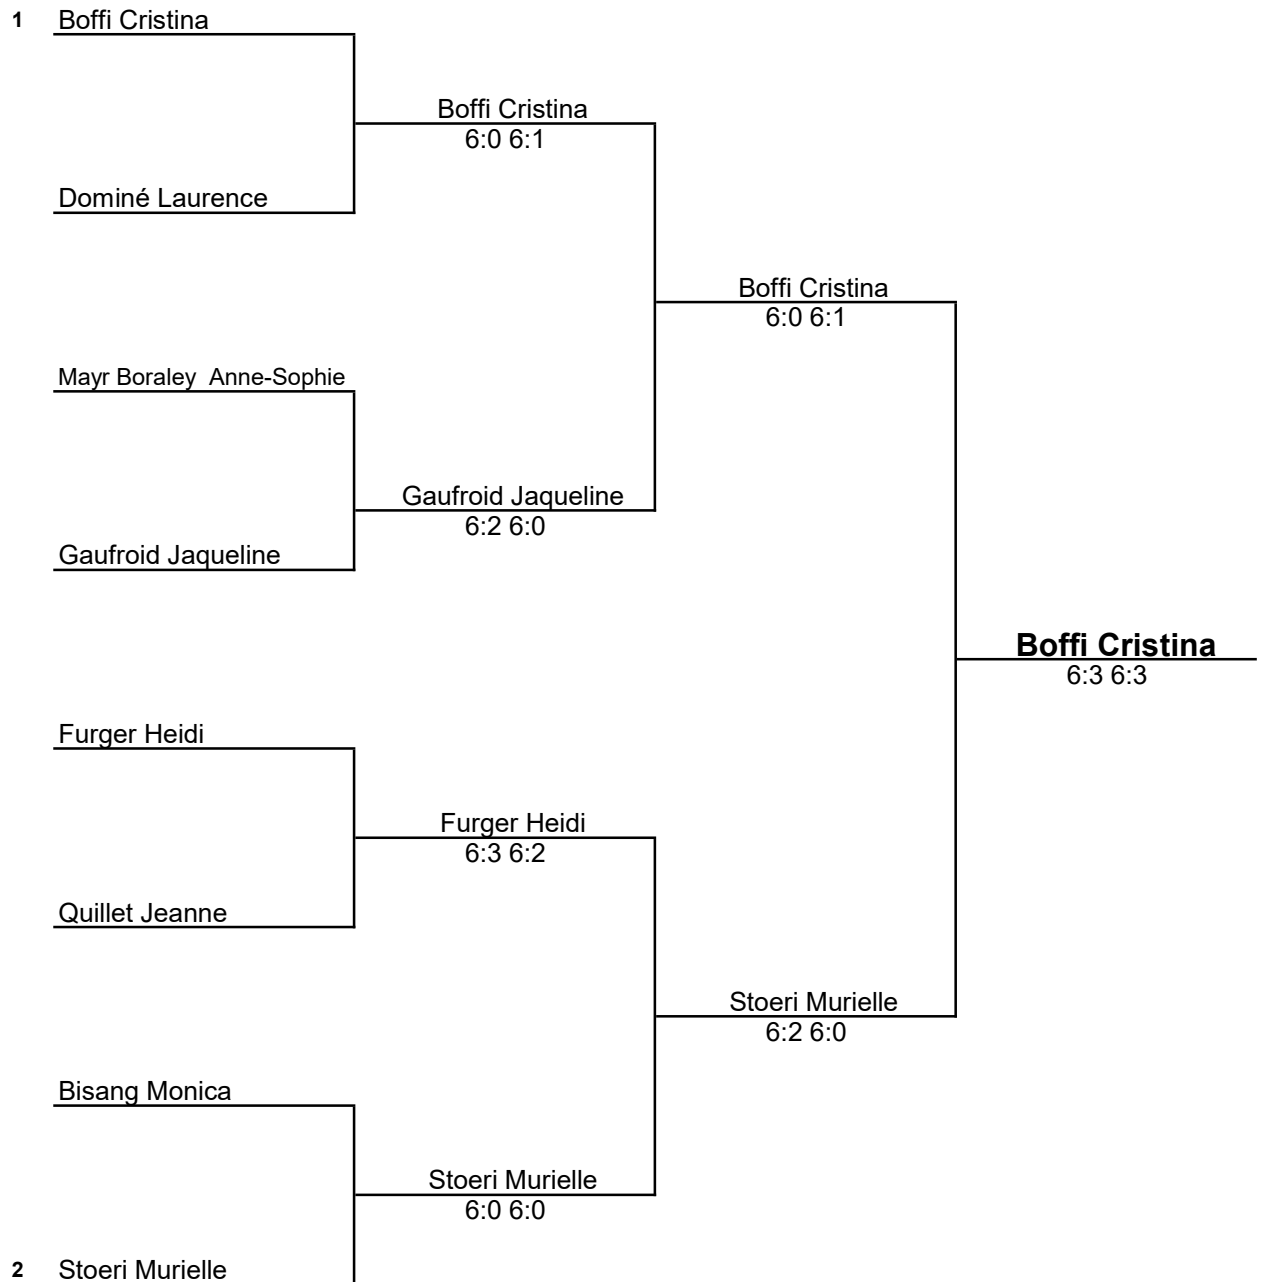 1 Boffi Cristina
Boffi Cristina
6:0 6:1
Dominé Laurence
Boffi Cristina
6:0 6:1
Mayr Boraley Anne-Sophie
Gaufroid Jaqueline
6:2 6:0
Gaufroid Jaqueline
Boffi Cristina
6:3 6:3
Furger Heidi
Furger Heidi
6:3 6:2
Quillet Jeanne
Stoeri Murielle
6:2 6:0
Bisang Monica
Stoeri Murielle
6:0 6:0
2 Stoeri Murielle